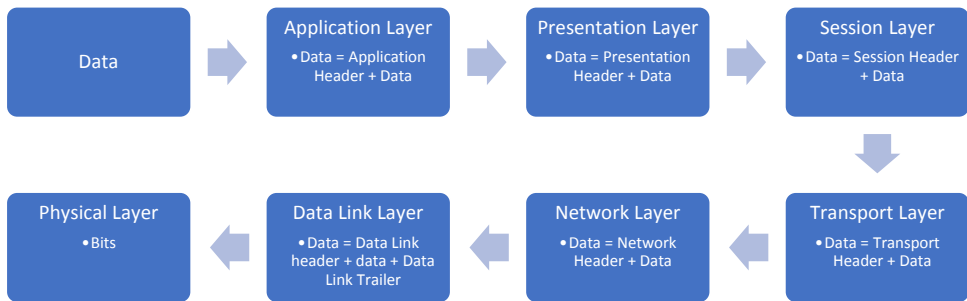 Data
Application Layer
•Data = Application
Header + Data
Presentation Layer
•Data = Presentation
Header + Data
Session Layer
•Data = Session Header
+ Data
Transport Layer
•Data = Transport
Header + Data
Network Layer
•Data = Network
Header + Data
Data Link Layer
•Data = Data Link
header + data + Data
Link Trailer
Physical Layer
•Bits